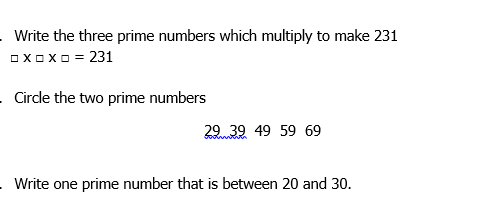 . Write the three prime numbers which multiply to make 231
□ x □ x □ = 231
. Circle the two prime numbers
29 39 49 59 69
. Write one prime number that is between 20 and 30.